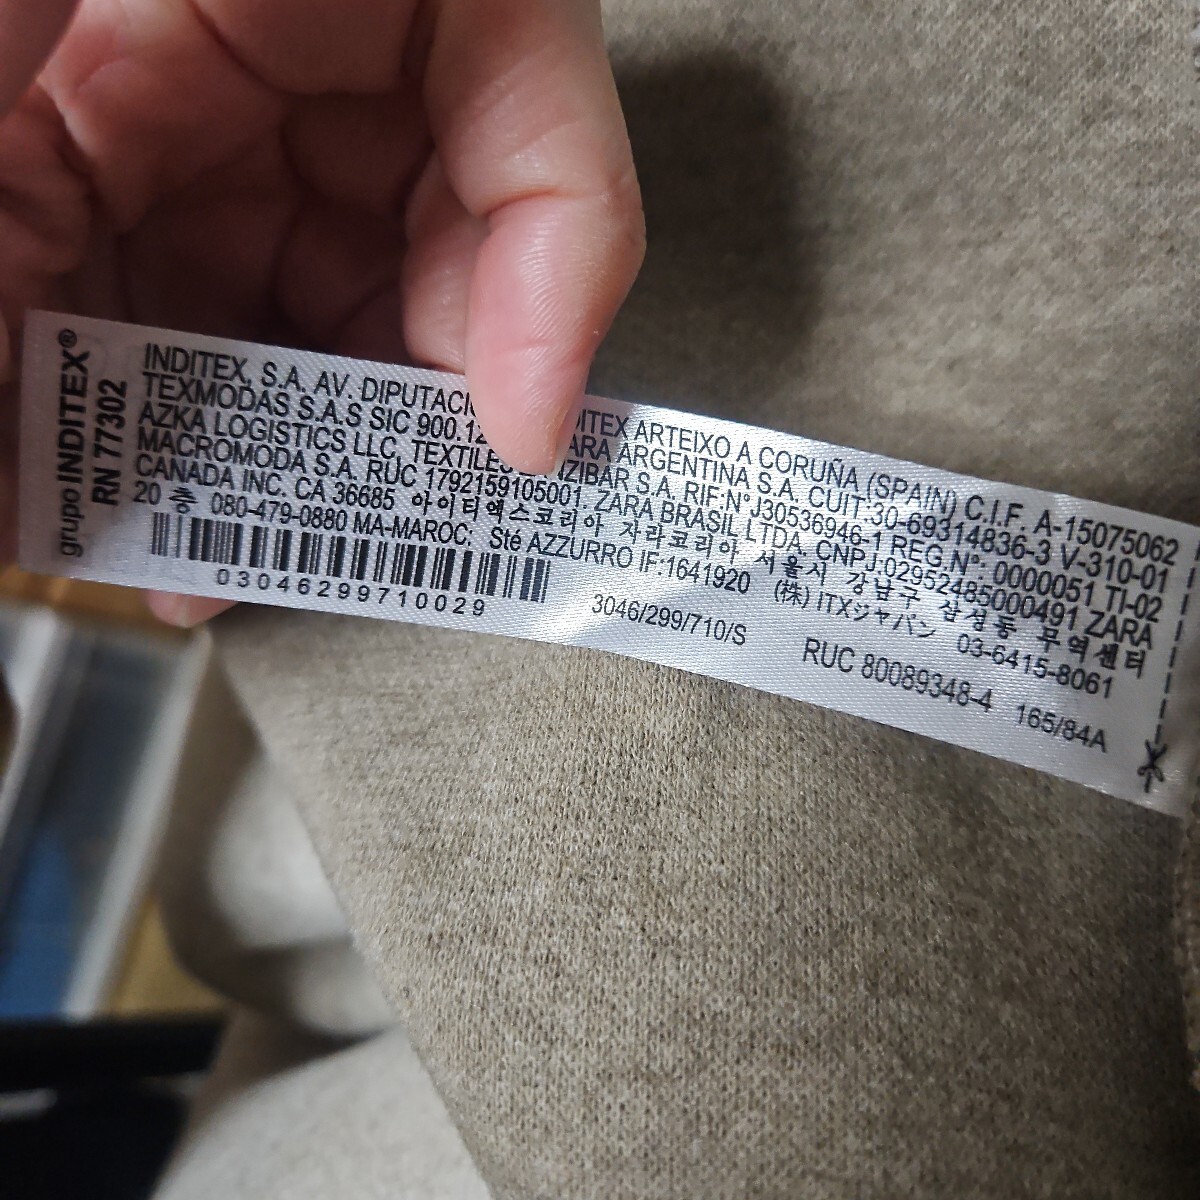 grupo INDITEX®
RN 77302
INDITEX, S.A. AV. DIPUTACI DITEX ARTEIXO A CORUÑA (SPAIN) C.I.F. A-15075062
TEXMODAS S.A.S SIC 900.12 ARA ARGENTINA S.A. CUIT:30-69314836-3 V-310-01
AZKA LOGISTICS LLC, TEXTILES NZIBAR S.A. RIF:N° J30536946-1 REG.N°: 0000051 TI-02
MACROMODA S.A. RUC 1792159105001. ZARA BRASIL LTDA. CNPJ:02952485000491 ZARA
CANADA INC. CA 36685 아이티엑스코리아 자라코리아 서울시 강남구 삼성동 무역센터
20 층 080-479-0880 MA-MAROC: Sté AZZURRO IF:1641920 (株) ITXジャパン 03-6415-8061
03046299710029
3046/299/710/S
RUC 80089348-4
165/84A